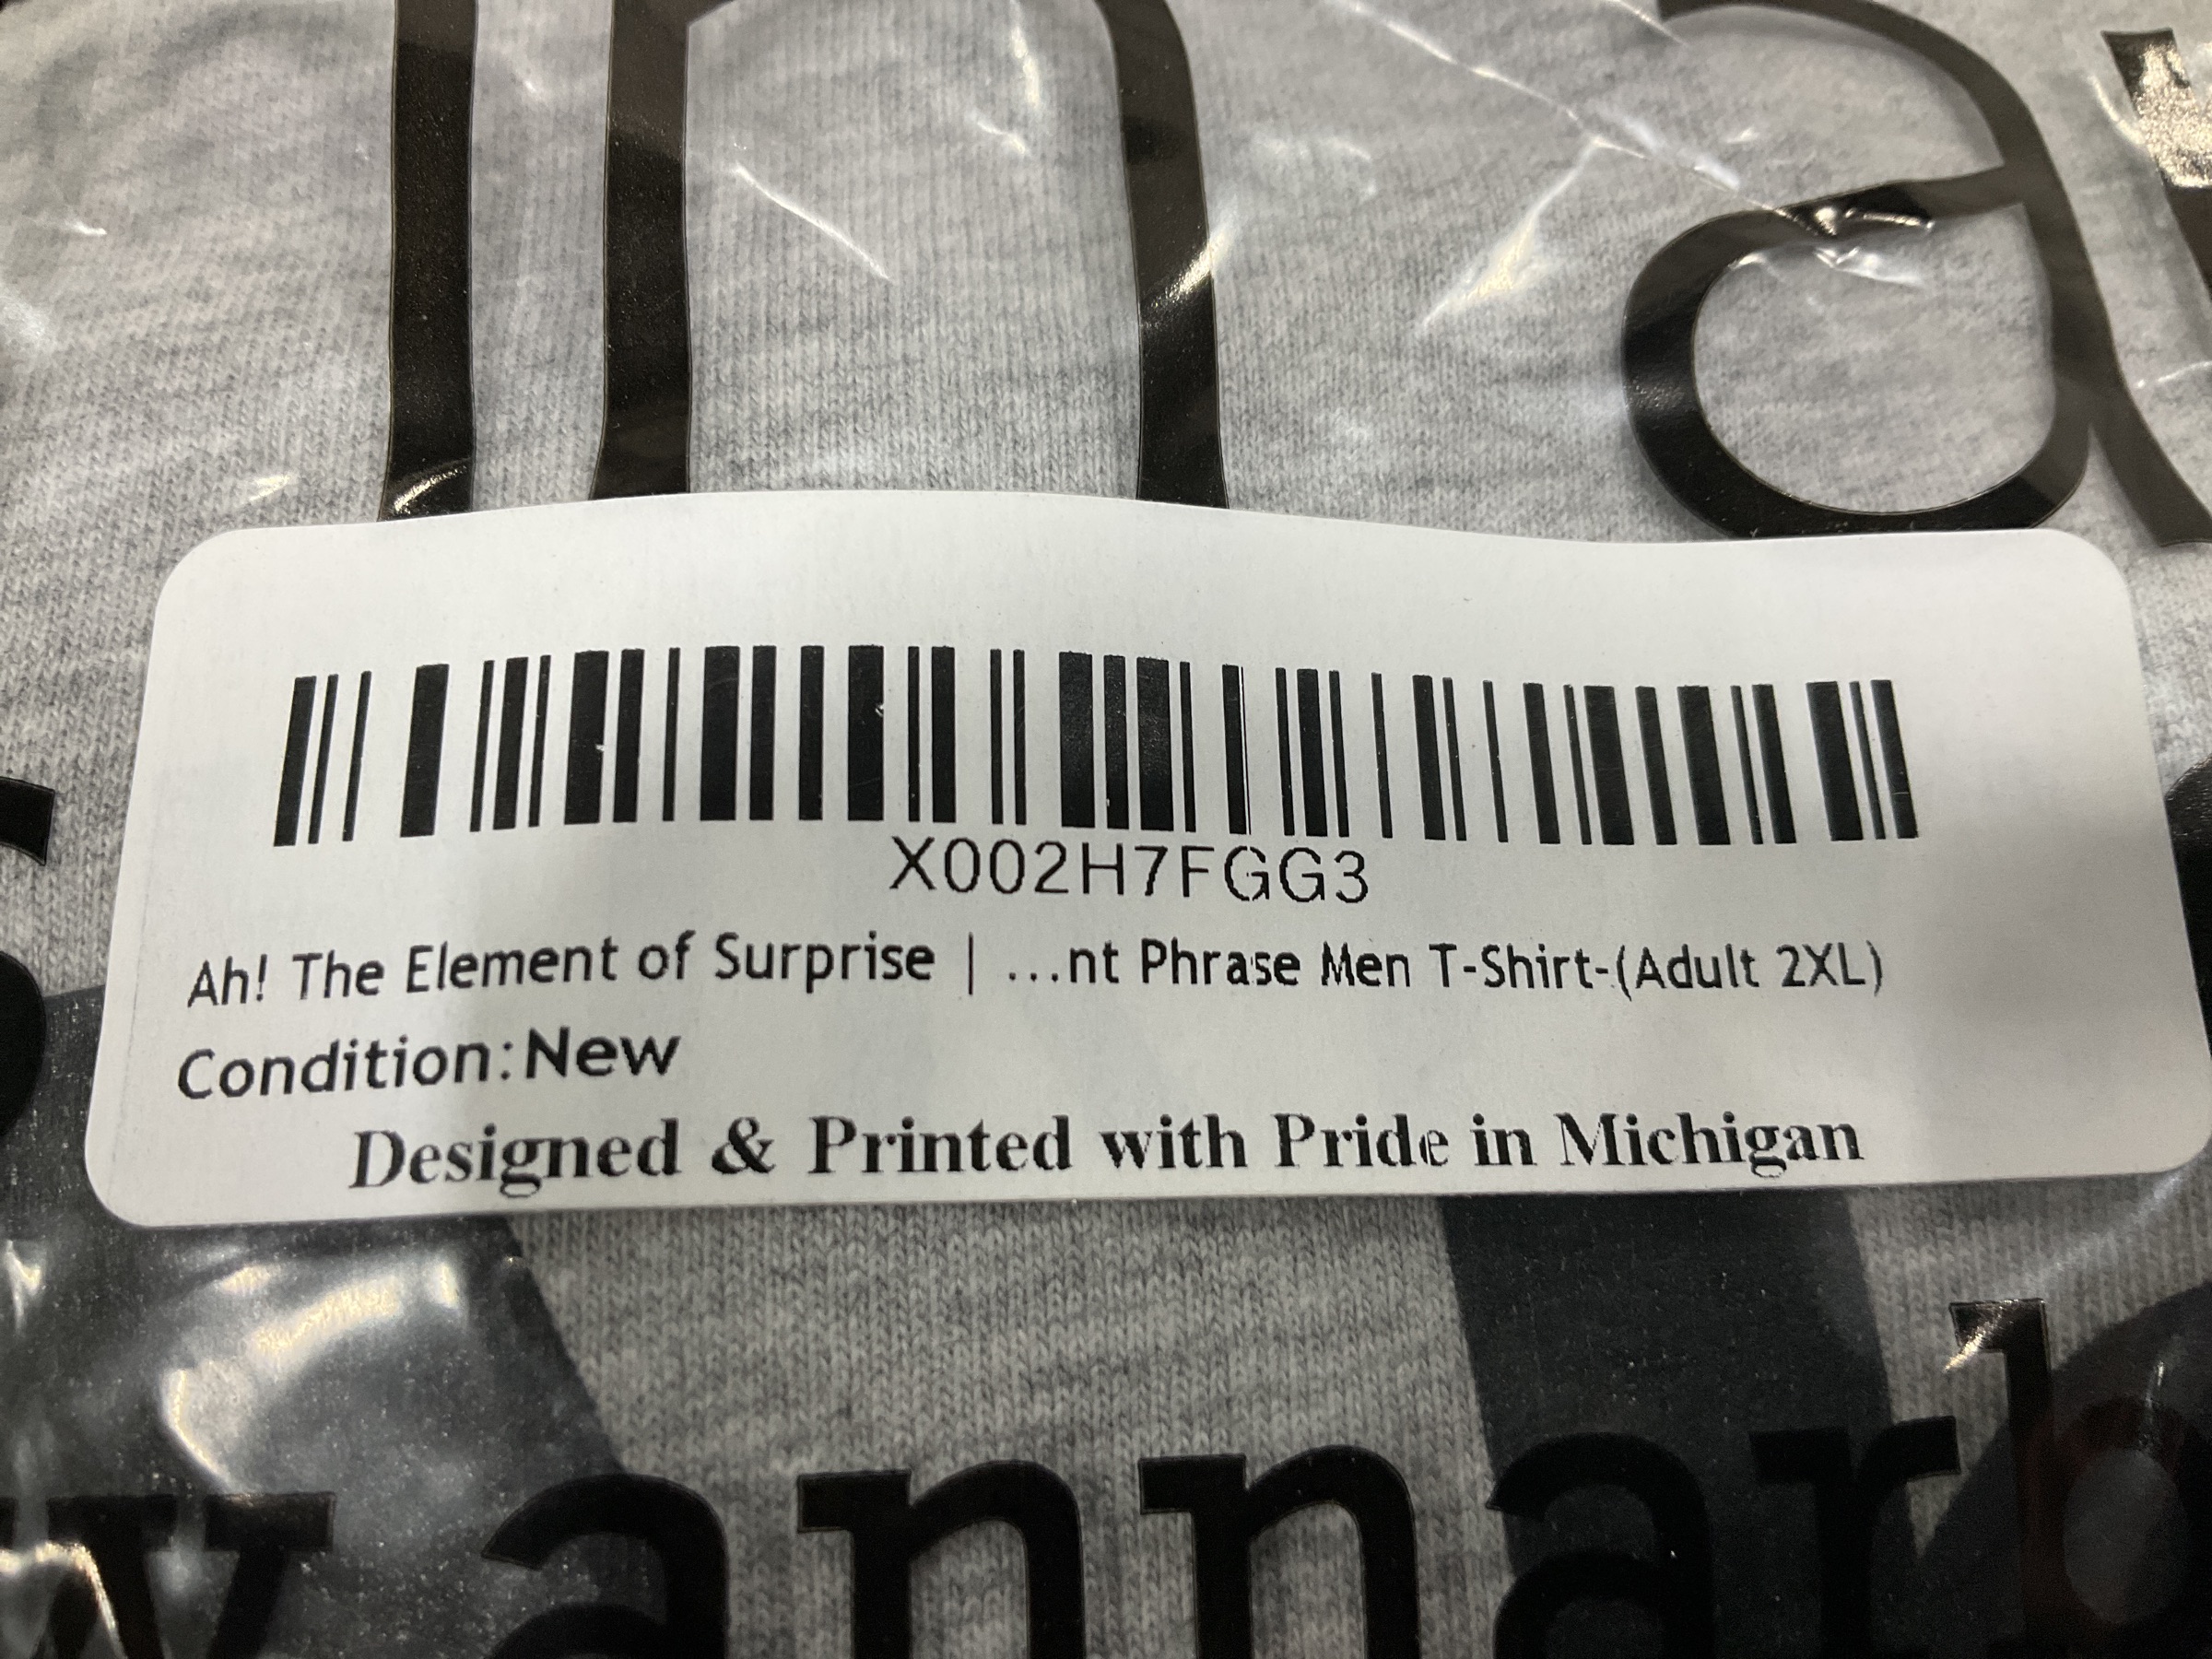 X002H7FGG3
Ah! The Element of Surprise | ...nt Phrase Men T-Shirt-(Adult 2XL)
Condition:New
Designed & Printed with Pride in Michigan